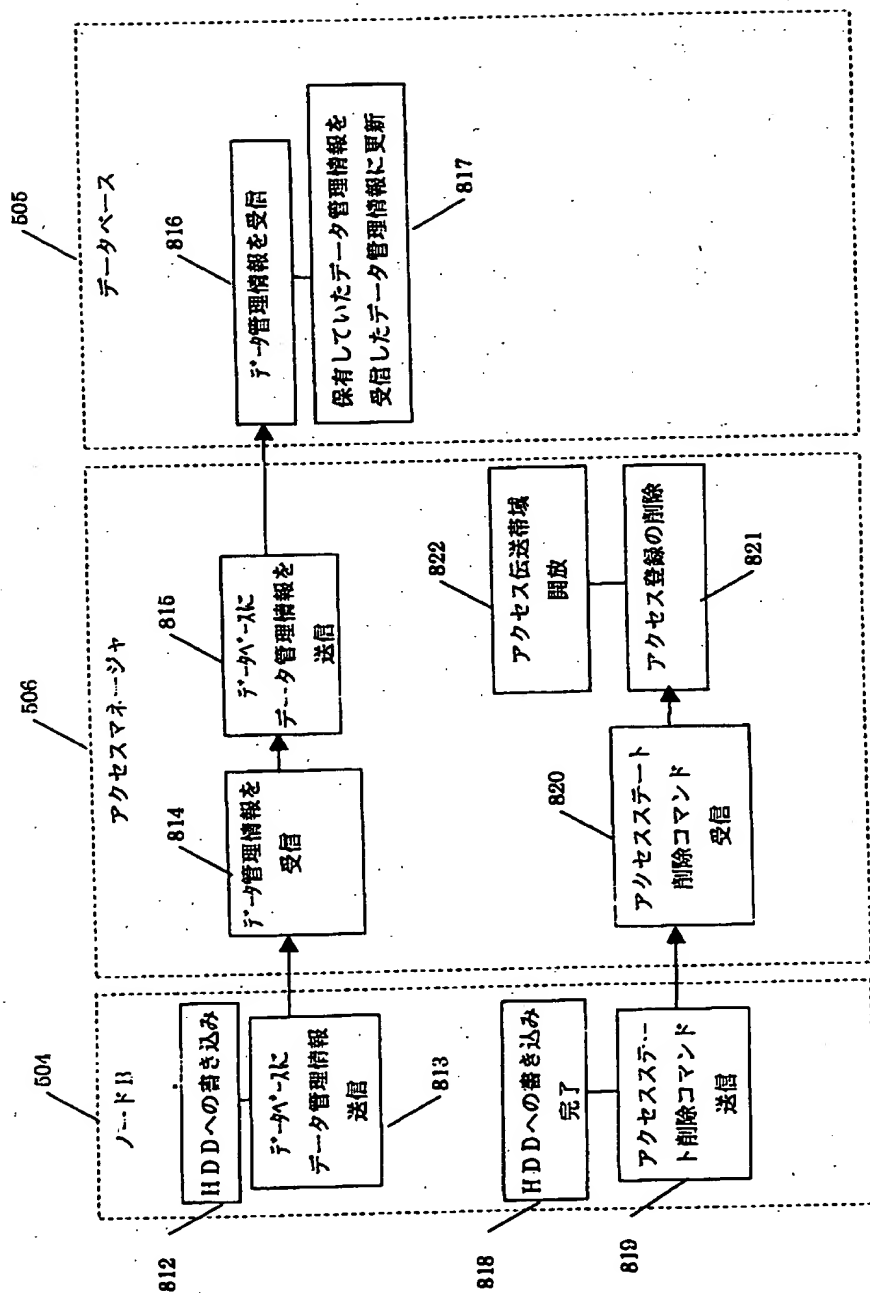 504
ノードB
812
HDDへの書き込み
データベースに
データ管理情報
送信
813
818
HDDへの書き込み
完了
819
アクセスステー
ト削除コマンド
送信
506
アクセスマネージャ
814
データ管理情報を
受信
815
データベースに
データ管理情報を
送信
820
アクセスステート
削除コマンド
受信
822
アクセス伝送帯域
開放
アクセス登録の削除
821
505
データベース
816
データ管理情報を受信
保有していたデータ管理情報を
受信したデータ管理情報に更新
817